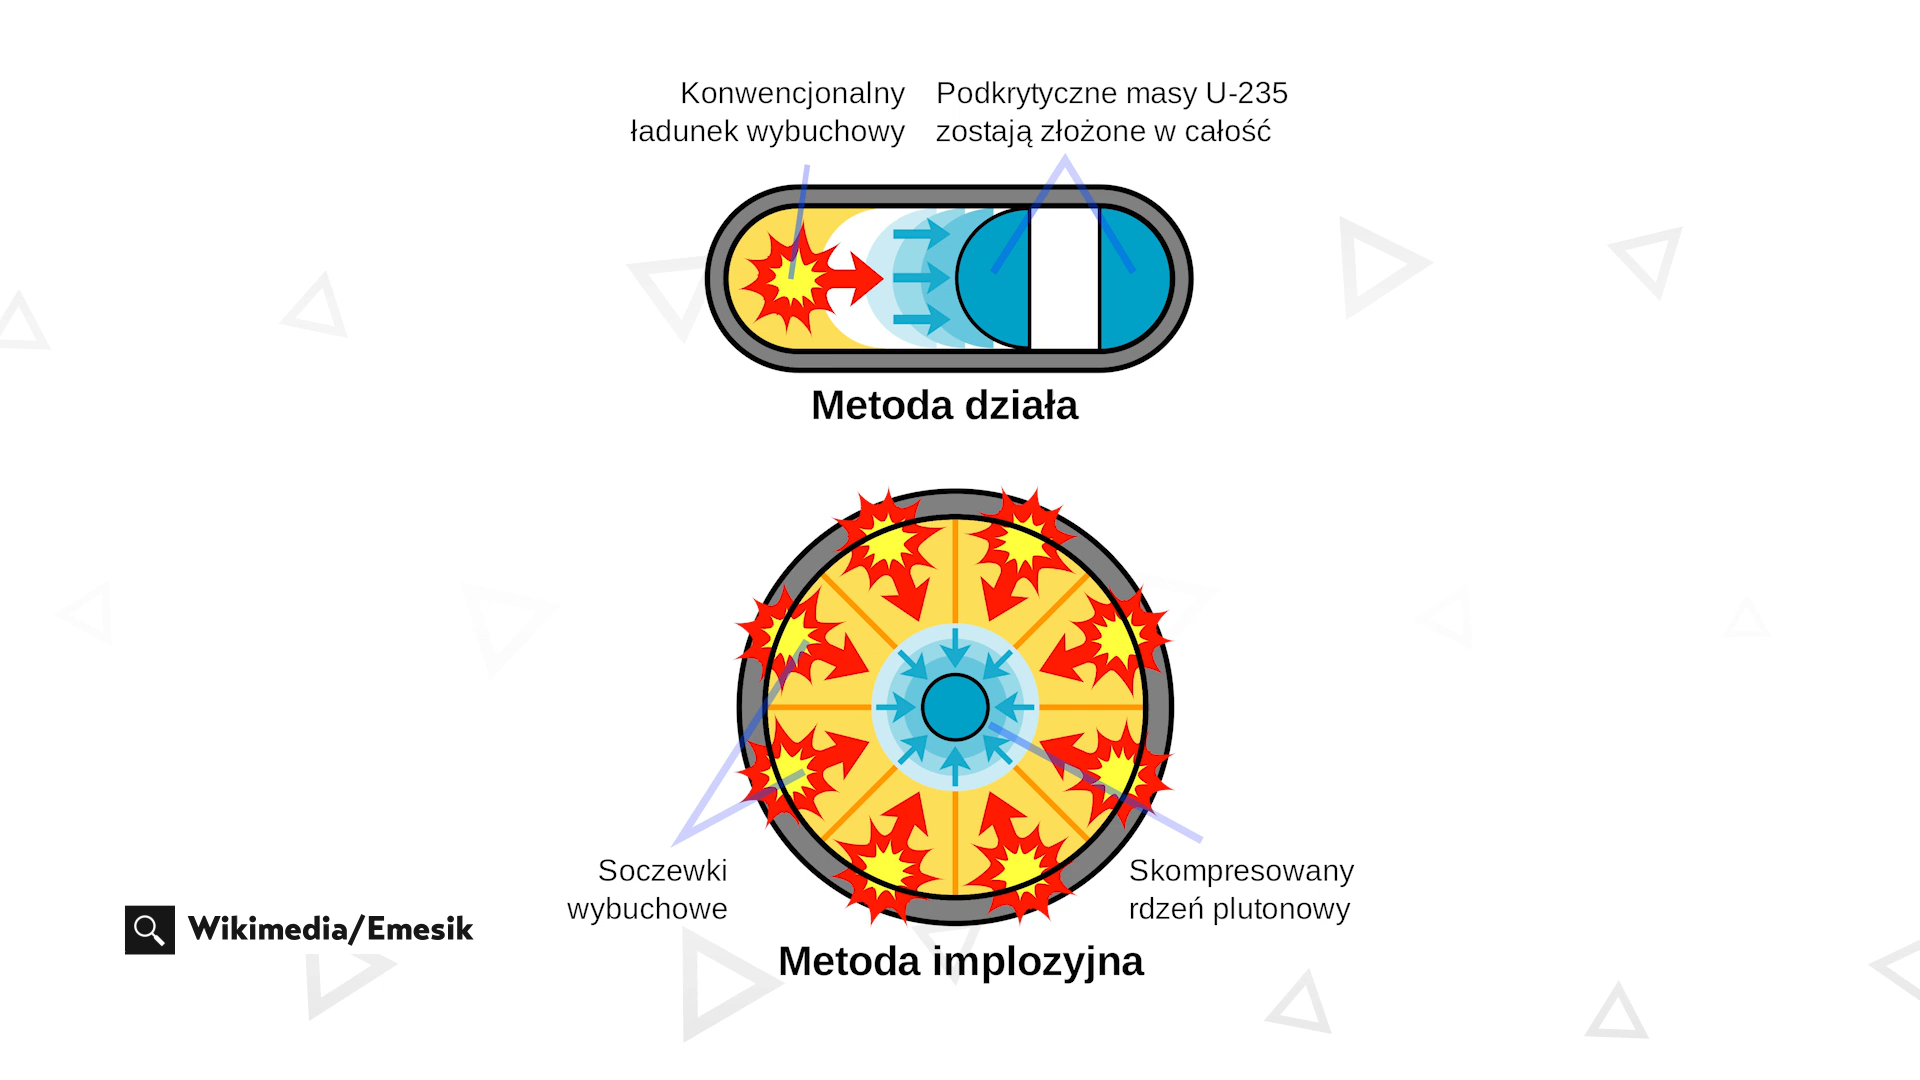 Konwencjonalny
ładunek wybuchowy
Podkrytyczne masy U-235
zostają złożone w całość
Metoda działa
Soczewki
wybuchowe
Skompresowany
rdzeń plutonowy
Wikimedia/Emesik
Metoda implozyjna